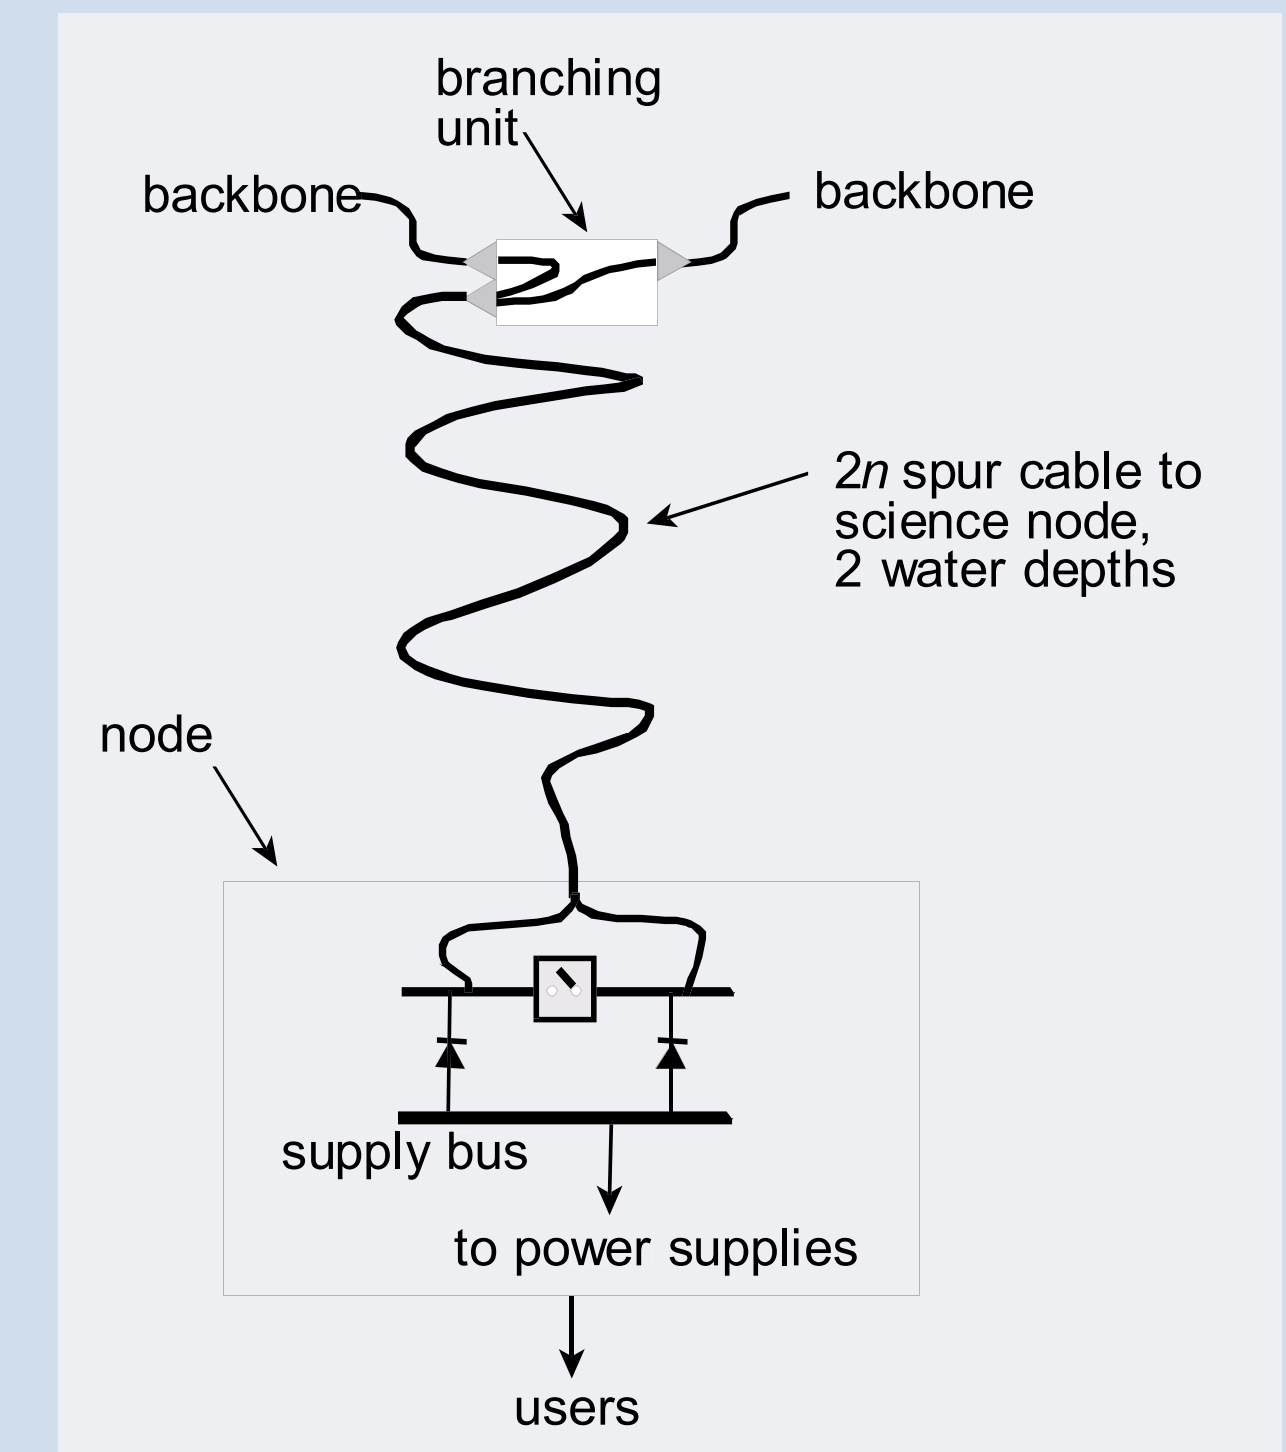 branching
unit
backbone
backbone
2n spur cable to
science node,
2 water depths
node
supply bus
to power supplies
users